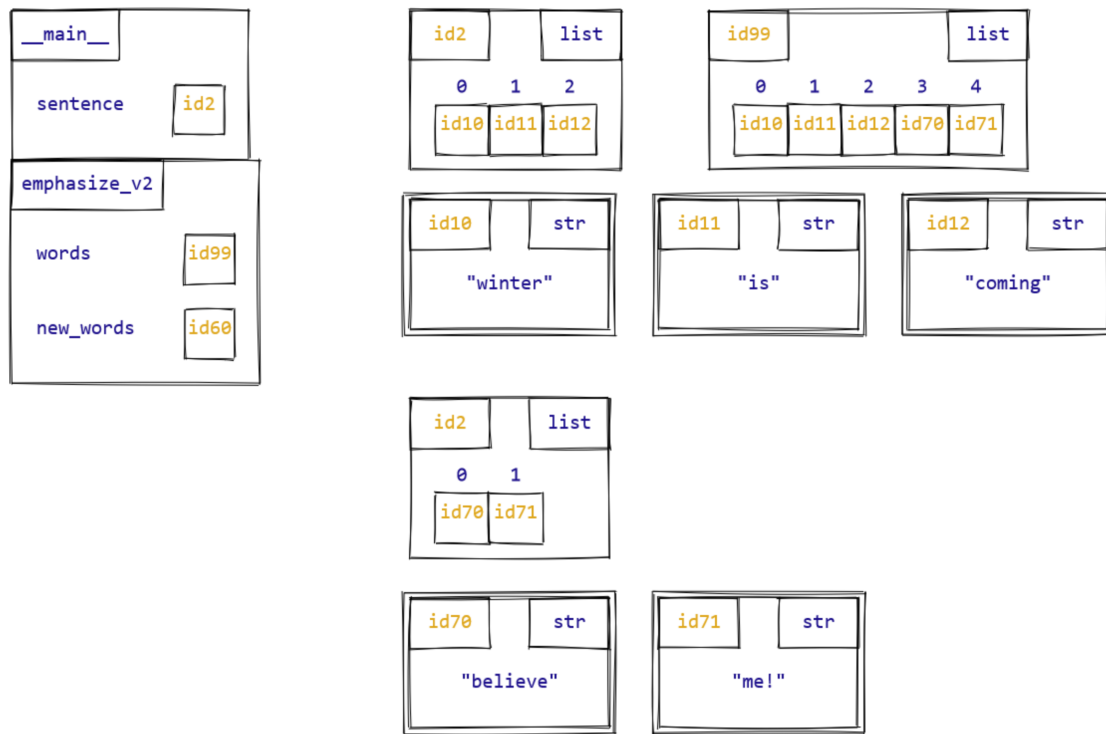 __main__
sentence id2
emphasize_v2
words id99
new_words id60
id2 list
0 1 2
id10 id11 id12
id99 list
0 1 2 3 4
id10 id11 id12 id70 id71
id10 str
"winter"
id11 str
"is"
id12 str
"coming"
id2 list
0 1
id70 id71
id70 str
"believe"
id71 str
"me!"